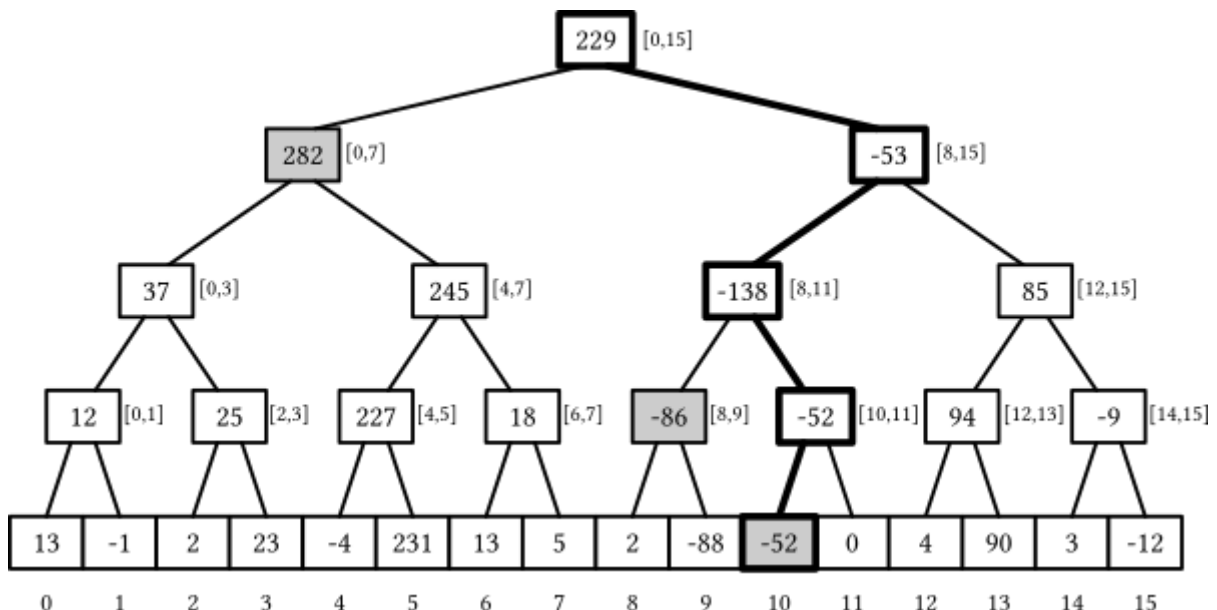 229 [0,15]
282 [0,7] -53 [8,15]
37 [0,3] 245 [4,7] -138 [8,11] 85 [12,15]
12 [0,1] 25 [2,3] 227 [4,5] 18 [6,7] -86 [8,9] -52 [10,11] 94 [12,13] -9 [14,15]
13 -1 2 23 -4 231 13 5 2 -88 -52 0 4 90 3 -12
0 1 2 3 4 5 6 7 8 9 10 11 12 13 14 15